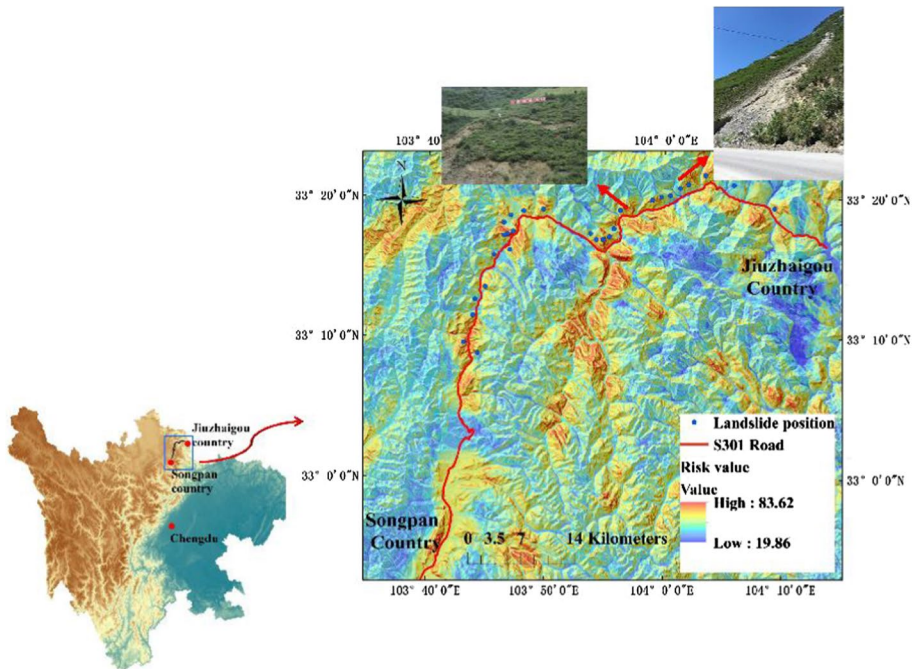 103° 40'
104° 0'0"E
N
33° 20'0"N
33° 20'0"N
Jiuzhaigou
Country
33° 10'0"N
33° 10'0"N
Jiuzhaigou
country
Songpan
country
Chengdu
Landslide position
S301 Road
Risk value
Value
High : 83.62
Low : 19.86
33° 0'0"N
33° 0'0"N
Songpan
Country
0 3.5 7 14 Kilometers
103° 40'0"E
103° 50'0"E
104° 0'0"E
104° 10'0"E